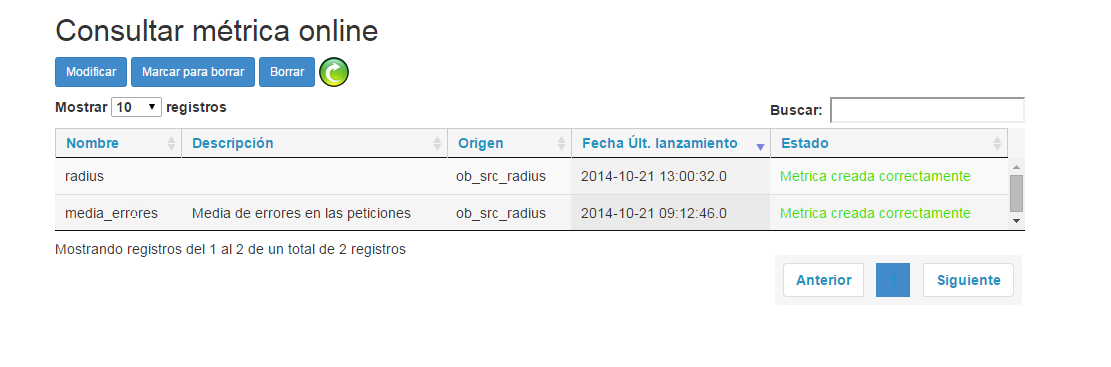 Consultar métrica online
Modificar Marcar para borrar Borrar
Mostrar 10 registros
Buscar:
Nombre Descripción Origen Fecha Últ. lanzamiento Estado
radius ob_src_radius 2014-10-21 13:00:32.0 Metrica creada correctamente
media_errores Media de errores en las peticiones ob_src_radius 2014-10-21 09:12:46.0 Metrica creada correctamente
Mostrando registros del 1 al 2 de un total de 2 registros
Anterior 1 Siguiente